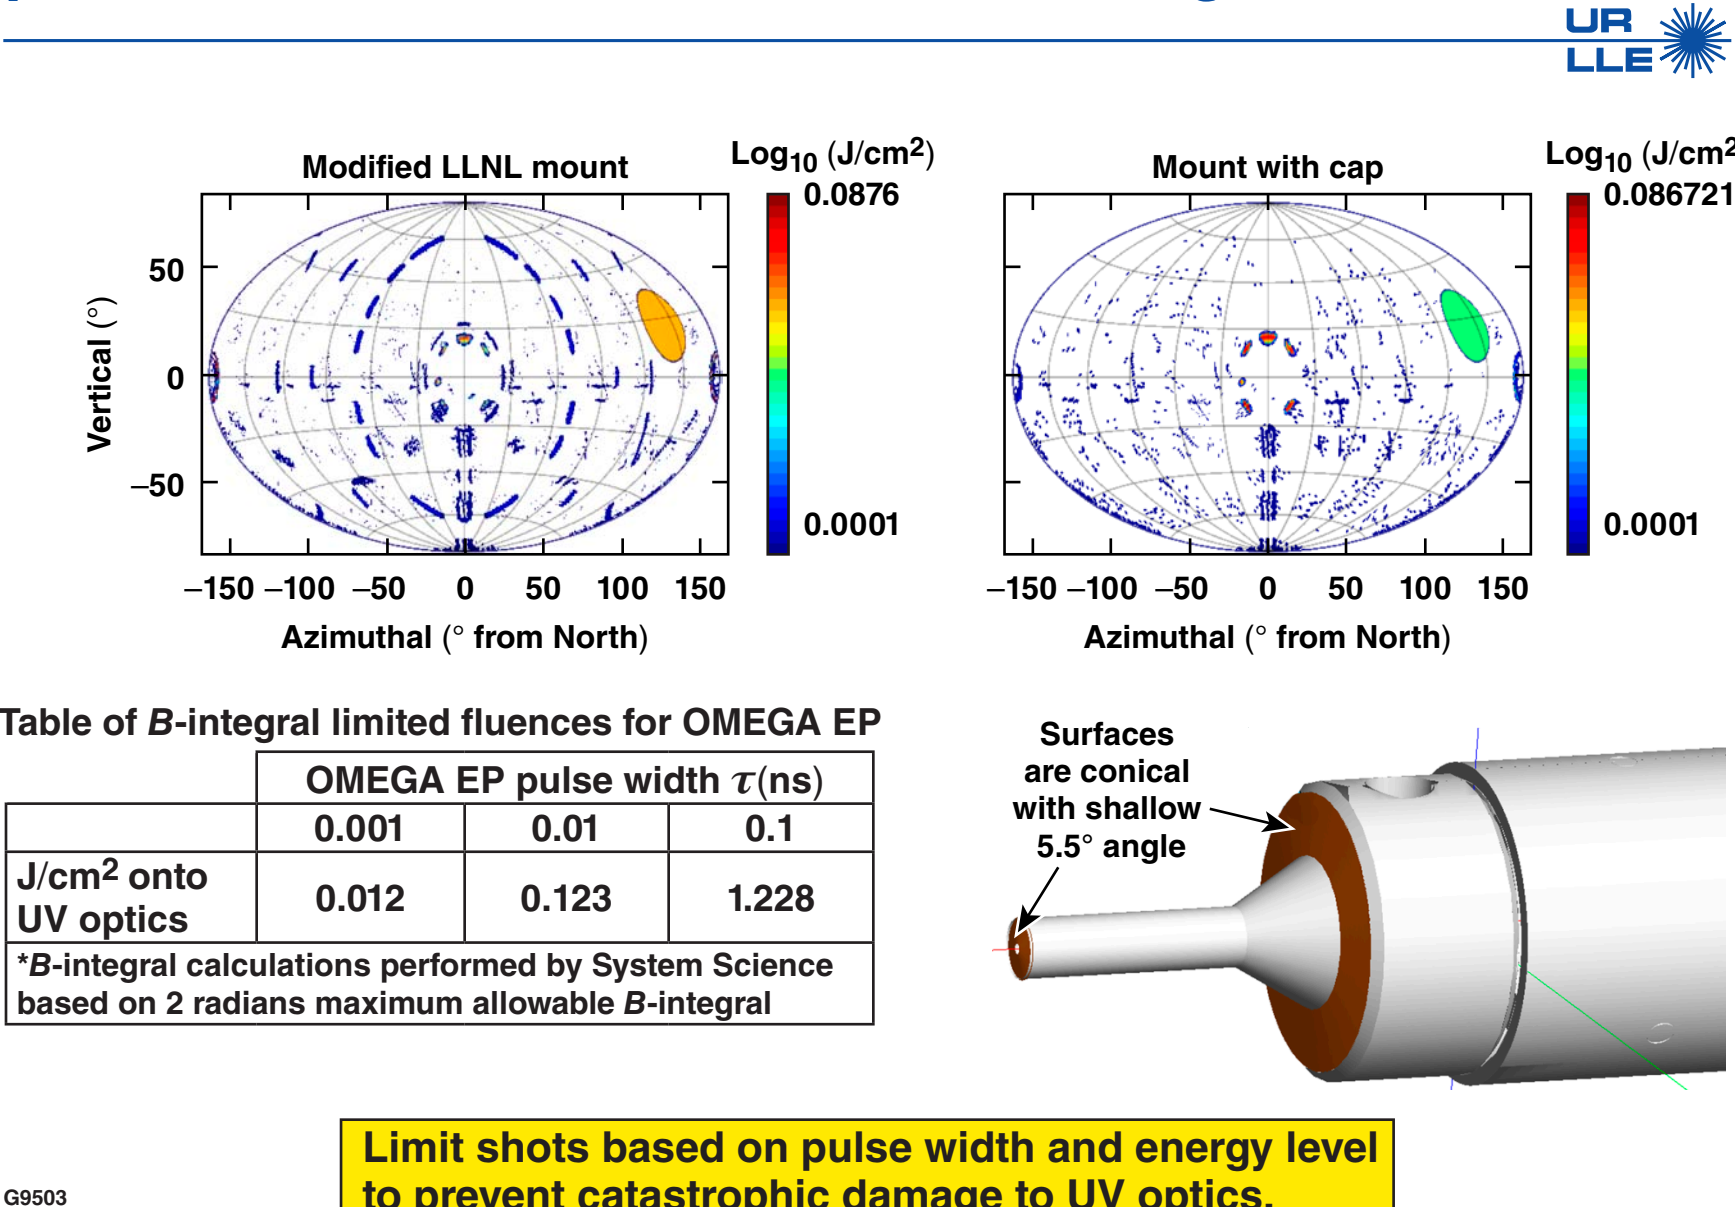 UR
LLE
Modified LLNL mount
Log10 (J/cm2)
0.0876
0.0001
Vertical (°)
50
0
–50
–150 –100 –50 0 50 100 150
Azimuthal (° from North)
Mount with cap
Log10 (J/cm2
0.086721
0.0001
–150 –100 –50 0 50 100 150
Azimuthal (° from North)
Table of B-integral limited fluences for OMEGA EP
OMEGA EP pulse width τ(ns)
0.001 0.01 0.1
J/cm2 onto
UV optics
0.012 0.123 1.228
*B-integral calculations performed by System Science
based on 2 radians maximum allowable B-integral
Surfaces
are conical
with shallow
5.5° angle
Limit shots based on pulse width and energy level
to prevent catastrophic damage to UV optics.
G9503